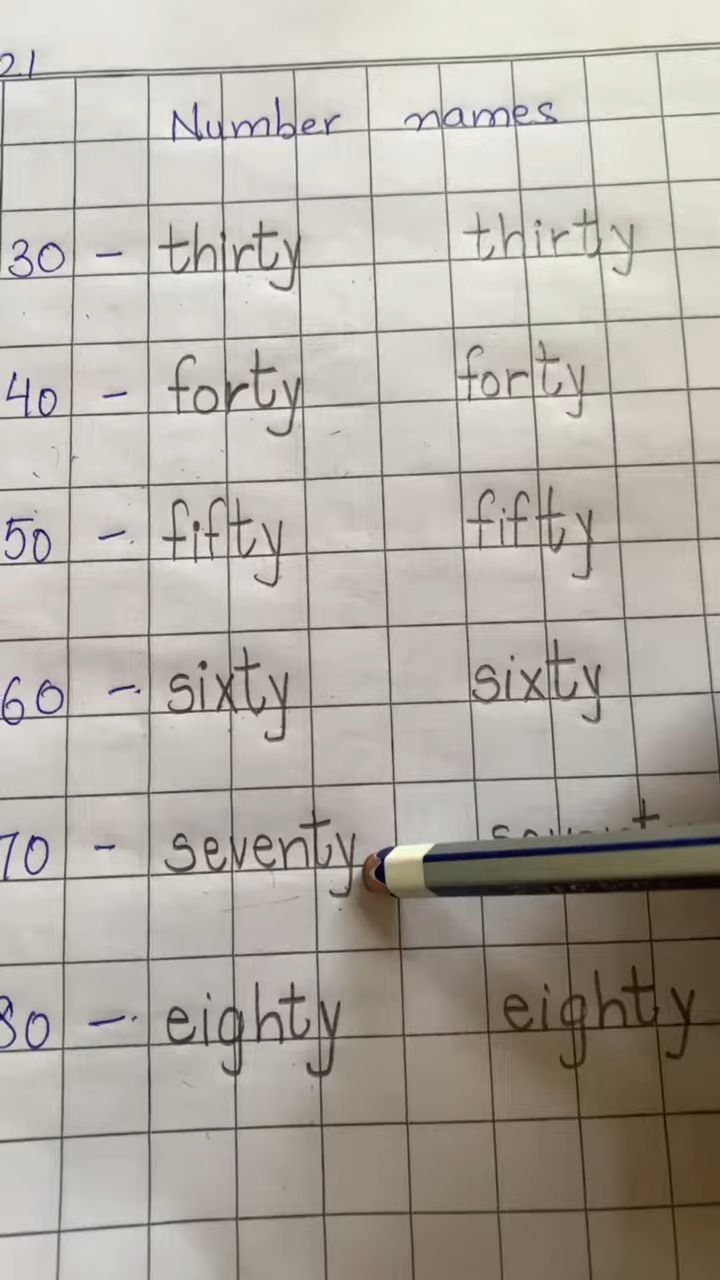 21
Number names
30 - thirty thirty
40 - forty forty
50 - fifty fifty
60 - sixty sixty
70 - seventy
80 - eighty eighty